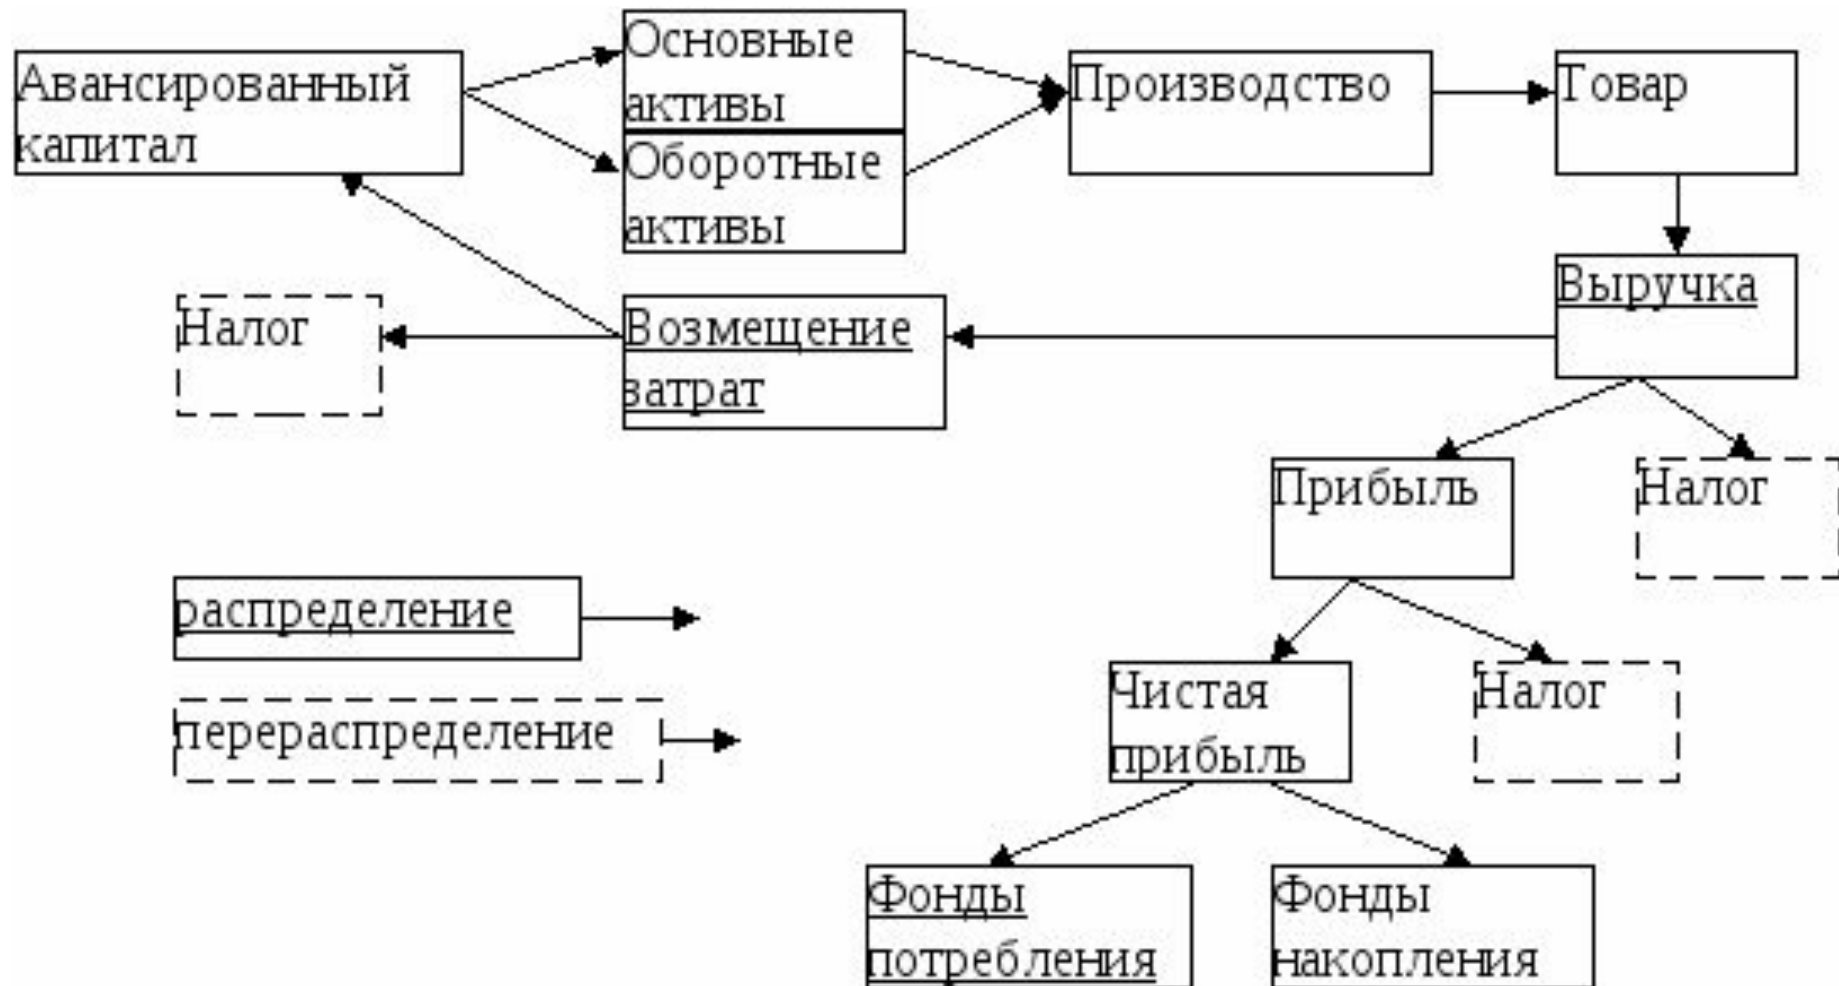 Авансированный
капитал
Основные
активы
Оборотные
активы
Производство
Товар
Выручка
Возмещение
затрат
Налог
Прибыль
Налог
распределение
перераспределение
Чистая
прибыль
Налог
Фонды
потребления
Фонды
накопления